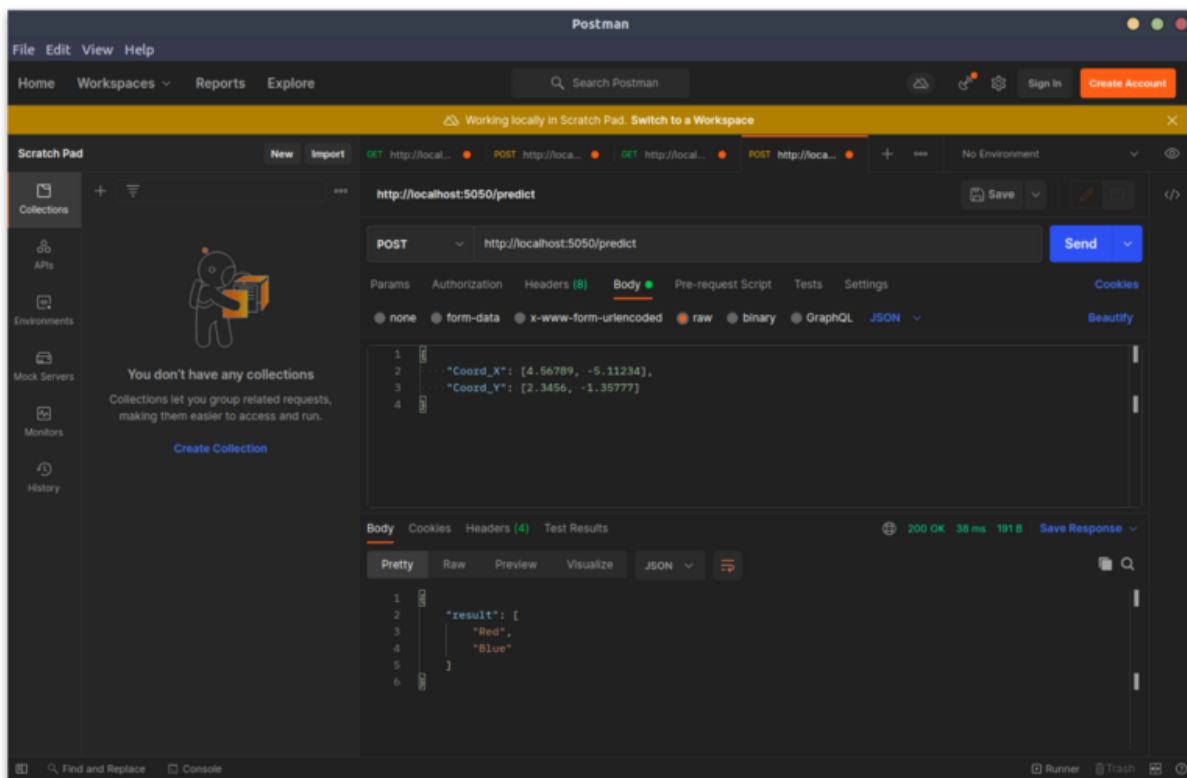 Postman
File Edit View Help
Home Workspaces Reports Explore Search Postman Sign In Create Account
Working locally in Scratch Pad. Switch to a Workspace
Scratch Pad New Import GET http://local... POST http://loca... GET http://local... POST http://loca... No Environment
Collections
APIs
Environments
Mock Servers
Monitors
History
You don't have any collections
Collections let you group related requests,
making them easier to access and run.
Create Collection
http://localhost:5050/predict Save
POST http://localhost:5050/predict Send
Params Authorization Headers (8) Body Pre-request Script Tests Settings Cookies
none form-data x-www-form-urlencoded raw binary GraphQL JSON Beautify
1 {
2 "Coord_X": [4.56789, -5.11234],
3 "Coord_Y": [2.3456, -1.35777]
4 }
Body Cookies Headers (4) Test Results 200 OK 38 ms 191 B Save Response
Pretty Raw Preview Visualize JSON
1 {
2 "result": [
3 "Red",
4 "Blue"
5 ]
6 }
Find and Replace Console Runner Trash